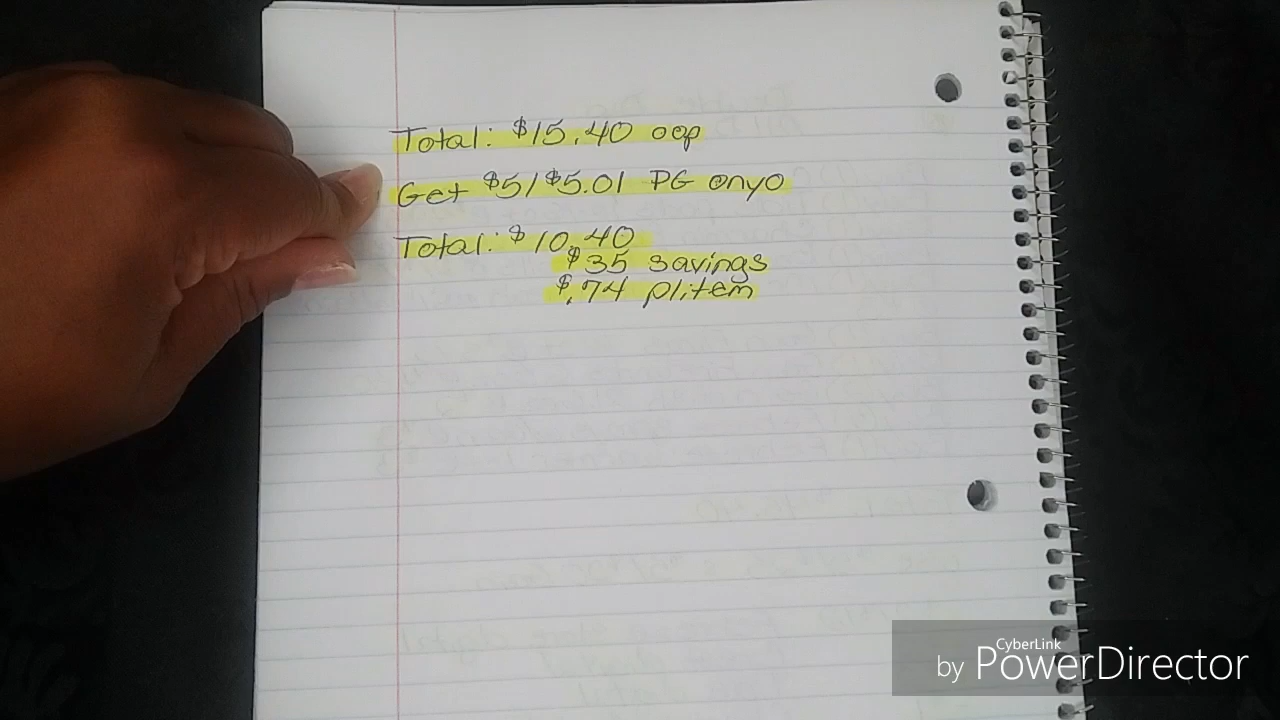 Total: $15.40 oop
Get $5/$5.01 PG onyo
Total: $10.40
$35 savings
$.74 p/item
CyberLink
by PowerDirector